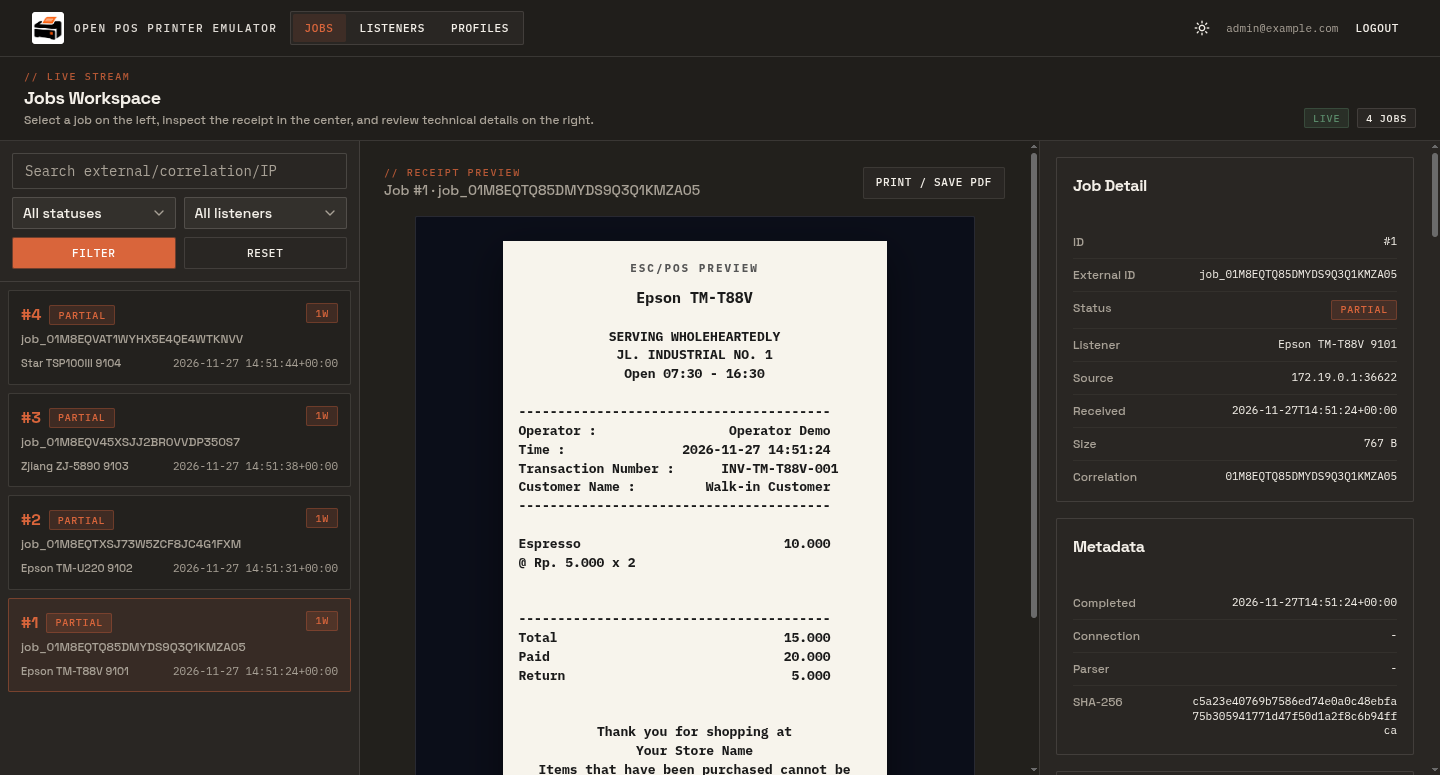 OPEN POS PRINTER EMULATOR
JOBS
LISTENERS
PROFILES
admin@example.com
LOGOUT
// LIVE STREAM
Jobs Workspace
Select a job on the left, inspect the receipt in the center, and review technical details on the right.
LIVE
4 JOBS
Search external/correlation/IP
All statuses
All listeners
FILTER
RESET
#4 PARTIAL 1W
job_01M8EQVAT1WYHX5E4QE4WTKNVV
Star TSP100III 9104 2026-11-27 14:51:44+00:00
#3 PARTIAL 1W
job_01M8EQV45XSJJ2BR0VVDP350S7
Zjiang ZJ-5890 9103 2026-11-27 14:51:38+00:00
#2 PARTIAL 1W
job_01M8EQTXSJ73W5ZCF8JC4G1FXM
Epson TM-U220 9102 2026-11-27 14:51:31+00:00
#1 PARTIAL 1W
job_01M8EQTQ85DMYDS9Q3Q1KMZA05
Epson TM-T88V 9101 2026-11-27 14:51:24+00:00
// RECEIPT PREVIEW
Job #1 · job_01M8EQTQ85DMYDS9Q3Q1KMZA05
PRINT / SAVE PDF
ESC/POS PREVIEW
Epson TM-T88V
SERVING WHOLEHEARTEDLY
JL. INDUSTRIAL NO. 1
Open 07:30 - 16:30
----------------------------------------
Operator : Operator Demo
Time : 2026-11-27 14:51:24
Transaction Number : INV-TM-T88V-001
Customer Name : Walk-in Customer
----------------------------------------
Espresso 10.000
@ Rp. 5.000 x 2
----------------------------------------
Total 15.000
Paid 20.000
Return 5.000
Thank you for shopping at
Your Store Name
Items that have been purchased cannot be
Job Detail
ID #1
External ID job_01M8EQTQ85DMYDS9Q3Q1KMZA05
Status PARTIAL
Listener Epson TM-T88V 9101
Source 172.19.0.1:36622
Received 2026-11-27T14:51:24+00:00
Size 767 B
Correlation 01M8EQTQ85DMYDS9Q3Q1KMZA05
Metadata
Completed 2026-11-27T14:51:24+00:00
Connection -
Parser -
SHA-256 c5a23e40769b7586ed74e0a0c48ebfa
75b305941771d47f50d1a2f8c6b94ff
ca